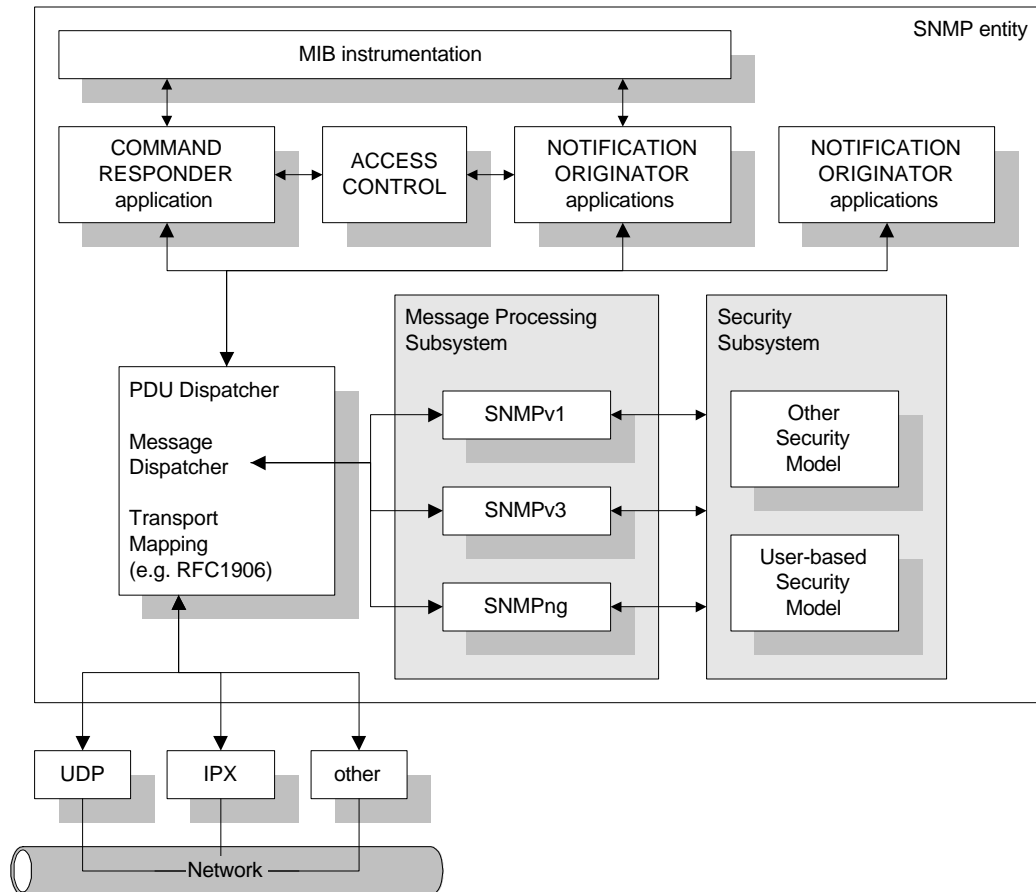 SNMP entity
MIB instrumentation
COMMAND
RESPONDER
application
ACCESS
CONTROL
NOTIFICATION
ORIGINATOR
applications
NOTIFICATION
ORIGINATOR
applications
Message Processing
Subsystem
Security
Subsystem
PDU Dispatcher
Message
Dispatcher
Transport
Mapping
(e.g. RFC1906)
SNMPv1
SNMPv3
SNMPng
Other
Security
Model
User-based
Security
Model
UDP
IPX
other
Network